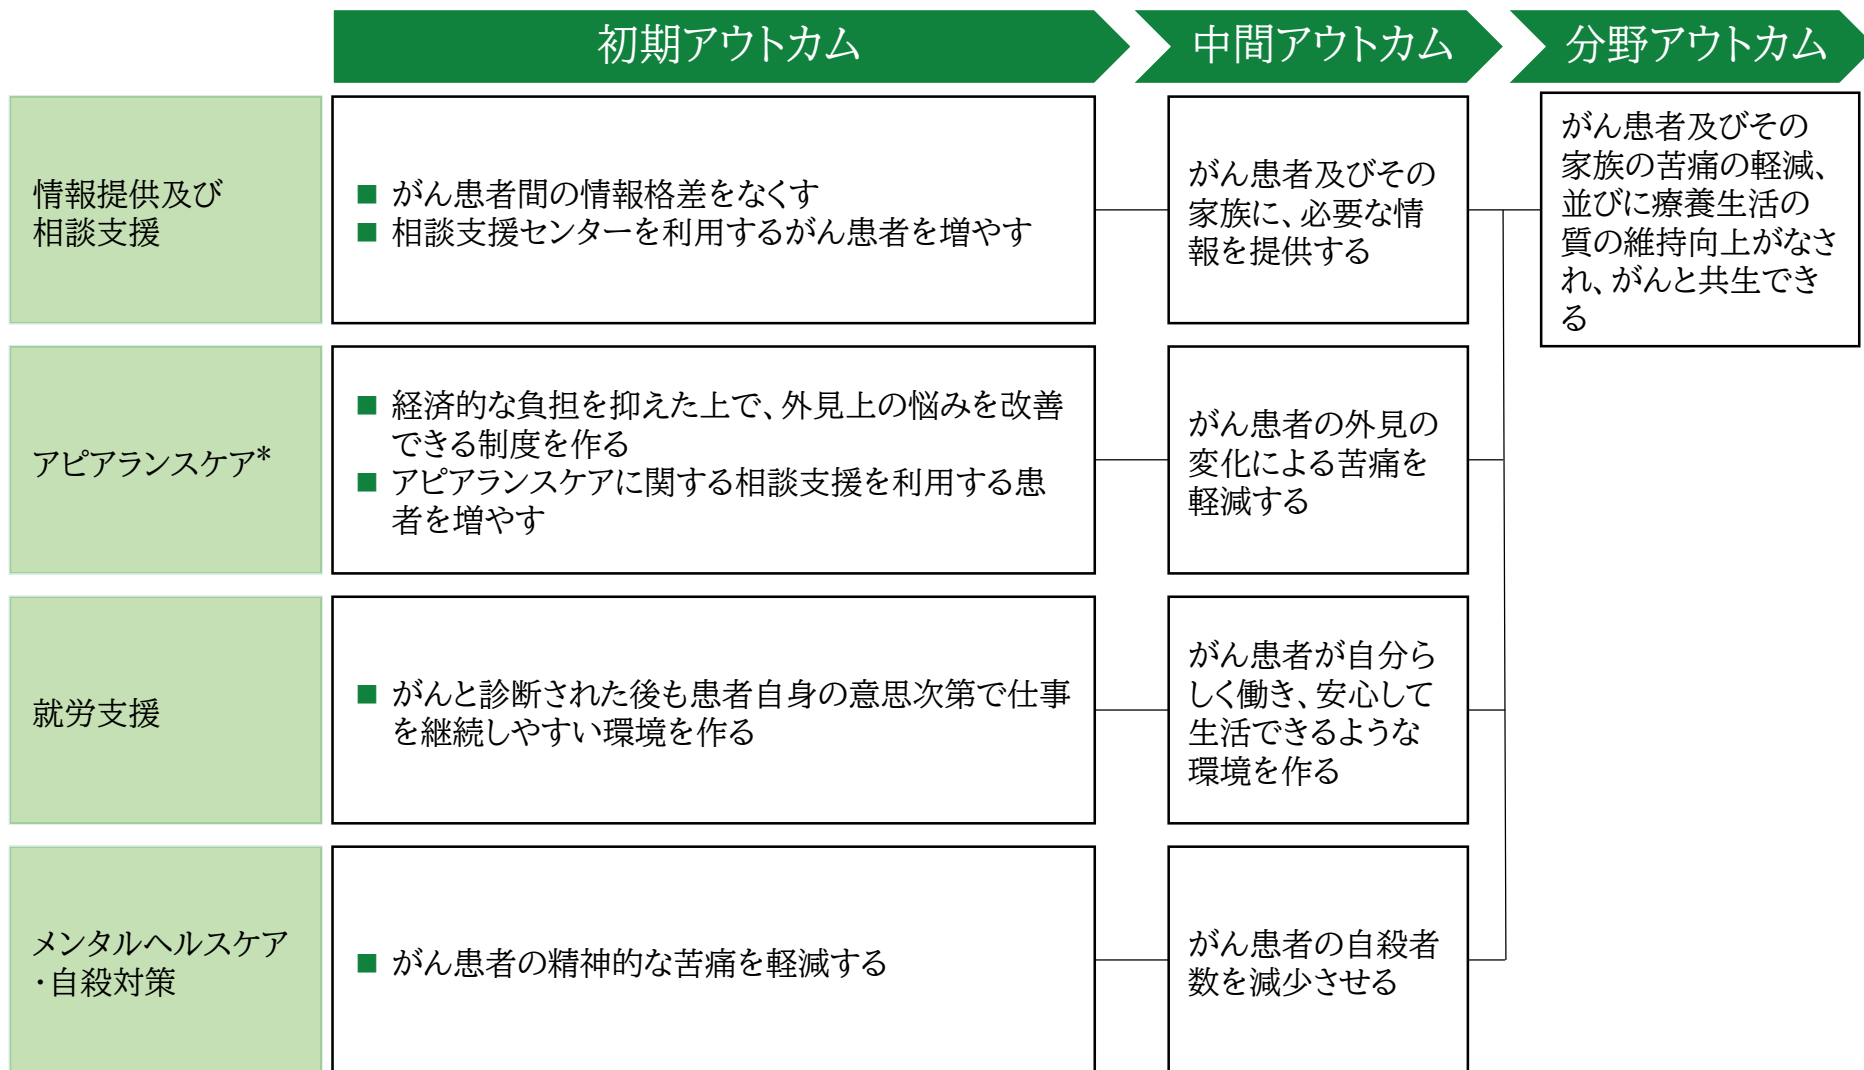 初期アウトカム
中間アウトカム
分野アウトカム
情報提供及び
相談支援
■ がん患者間の情報格差をなくす
■ 相談支援センターを利用するがん患者を増やす
がん患者及びその
家族に、必要な情
報を提供する
がん患者及びその
家族の苦痛の軽減、
並びに療養生活の
質の維持向上がなさ
れ、がんと共生でき
る
アピアランスケア*
■ 経済的な負担を抑えた上で、外見上の悩みを改善
できる制度を作る
■ アピアランスケアに関する相談支援を利用する患
者を増やす
がん患者の外見の
変化による苦痛を
軽減する
就労支援
■ がんと診断された後も患者自身の意思次第で仕事
を継続しやすい環境を作る
がん患者が自分ら
しく働き、安心して
生活できるような
環境を作る
メンタルヘルスケア
・自殺対策
■ がん患者の精神的な苦痛を軽減する
がん患者の自殺者
数を減少させる